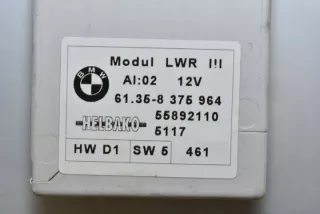 BMW
Modul LWR III
AI:02 12V
61.35-8 375 964
HELBAKO 55892110
5117
HW D1 SW 5 461